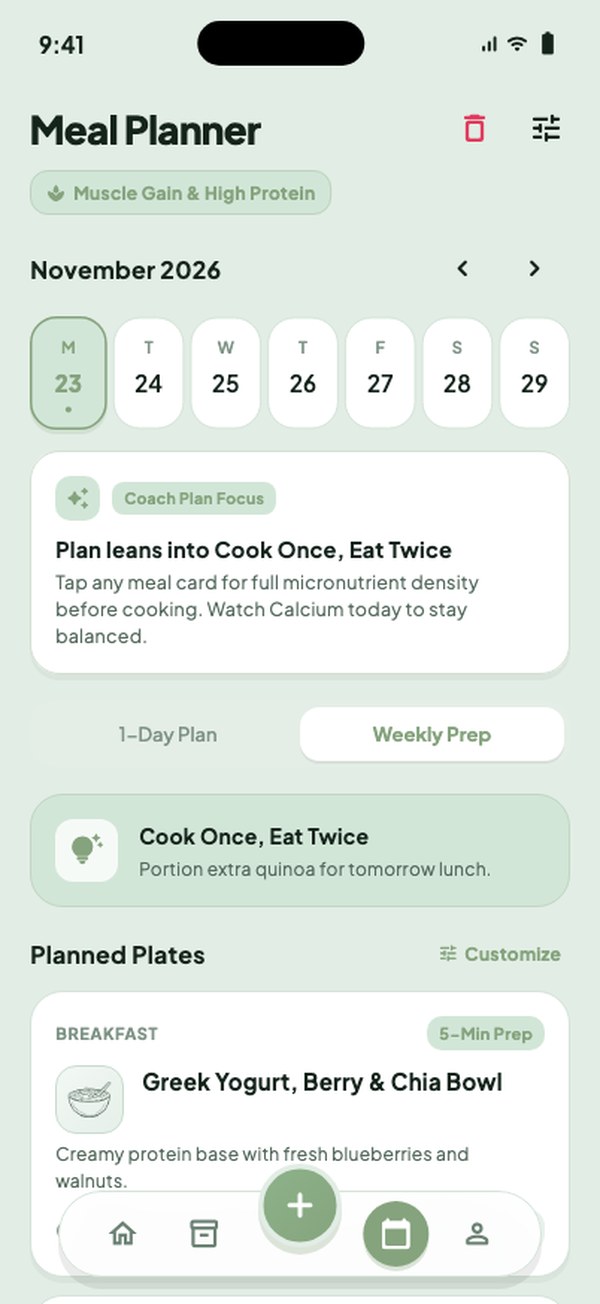 9:41
Meal Planner
Muscle Gain & High Protein
November 2026
M T W T F S S
23 24 25 26 27 28 29
Coach Plan Focus
Plan leans into Cook Once, Eat Twice
Tap any meal card for full micronutrient density
before cooking. Watch Calcium today to stay
balanced.
1-Day Plan
Weekly Prep
Cook Once, Eat Twice
Portion extra quinoa for tomorrow lunch.
Planned Plates
Customize
BREAKFAST
5-Min Prep
Greek Yogurt, Berry & Chia Bowl
Creamy protein base with fresh blueberries and
walnuts.